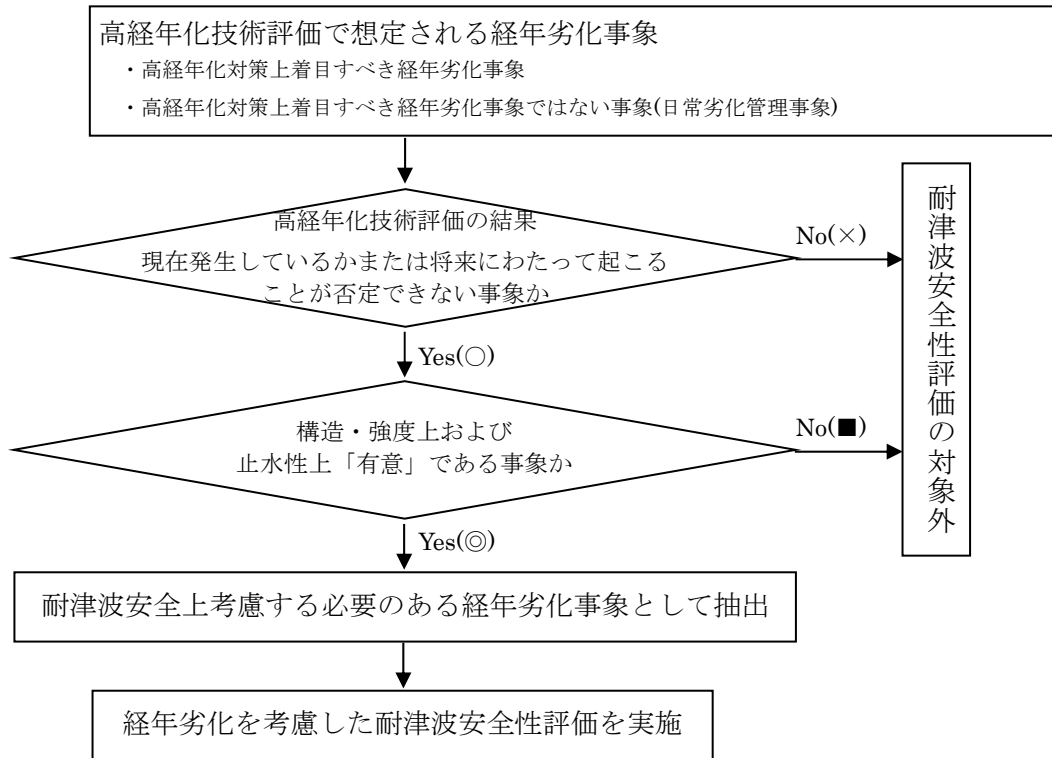 高経年化技術評価で想定される経年劣化事象
・高経年化対策上着目すべき経年劣化事象
・高経年化対策上着目すべき経年劣化事象ではない事象(日常劣化管理事象)
高経年化技術評価の結果
現在発生しているかまたは将来にわたって起こる
ことが否定できない事象か
No(×)
耐津波安全性評価の対象外
Yes(○)
構造・強度上および
止水性上「有意」である事象か
No(■)
Yes(◎)
耐津波安全上考慮する必要のある経年劣化事象として抽出
経年劣化を考慮した耐津波安全性評価を実施